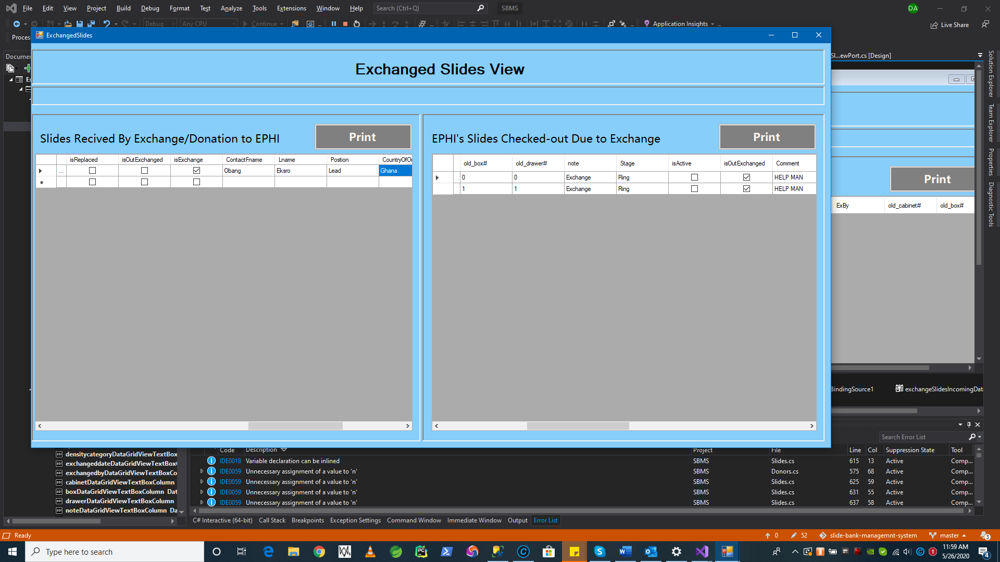 File Edit View Project Build Debug Format Test Analyze Tools Extensions Window Help Search (Ctrl+Q) SBMS DA
Debug Any CPU Continue Application Insights Live Share
Proces
ExchangedSlides
Documen
Sl...ewPort.cs [Design]
Ex
Exchanged Slides View
Slides Recived By Exchange/Donation to EPHI
Print
isReplaced isOutExchanged isExchange ContactFname Lname Postion CountryOfOr
... Obang Eksro Lead Ghana
EPHI's Slides Checked-out Due to Exchange
Print
old_box# old_drawer# note Stage isActive isOutExchanged Comment
0 0 Exchange Ring HELP MAN
1 1 Exchange Ring HELP MAN
Print
ExBy old_cabinet# old_box#
BindingSource1 exchangeSlidesIncomingData
Solution Explorer
Team Explorer
Properties
Diagnostic Tools
densitycategoryDataGridViewTextBox
exchangeddateDataGridViewTextBox
exchangedbyDataGridViewTextBoxCo
cabinetDataGridViewTextBoxColumn
boxDataGridViewTextBoxColumn Dat
drawerDataGridViewTextBoxColumn
noteDataGridViewTextBoxColumn Da
Search Error List
Code Description Project File Line Col Suppression State Tool
IDE0018 Variable declaration can be inlined SBMS Slides.cs 615 13 Active Comp...
IDE0059 Unnecessary assignment of a value to 'n' SBMS Donors.cs 575 68 Active Comp...
IDE0059 Unnecessary assignment of a value to 'n' SBMS Slides.cs 625 59 Active Comp...
IDE0059 Unnecessary assignment of a value to 'n' SBMS Slides.cs 631 55 Active Comp...
IDE0059 Unnecessary assignment of a value to 'n' SBMS Slides.cs 637 58 Active Comp...
C# Interactive (64-bit) Call Stack Breakpoints Exception Settings Command Window Immediate Window Output Error List
Ready 0 52 slide-bank-managemnt-system master 3
Type here to search
11:59 AM
5/26/2020
4